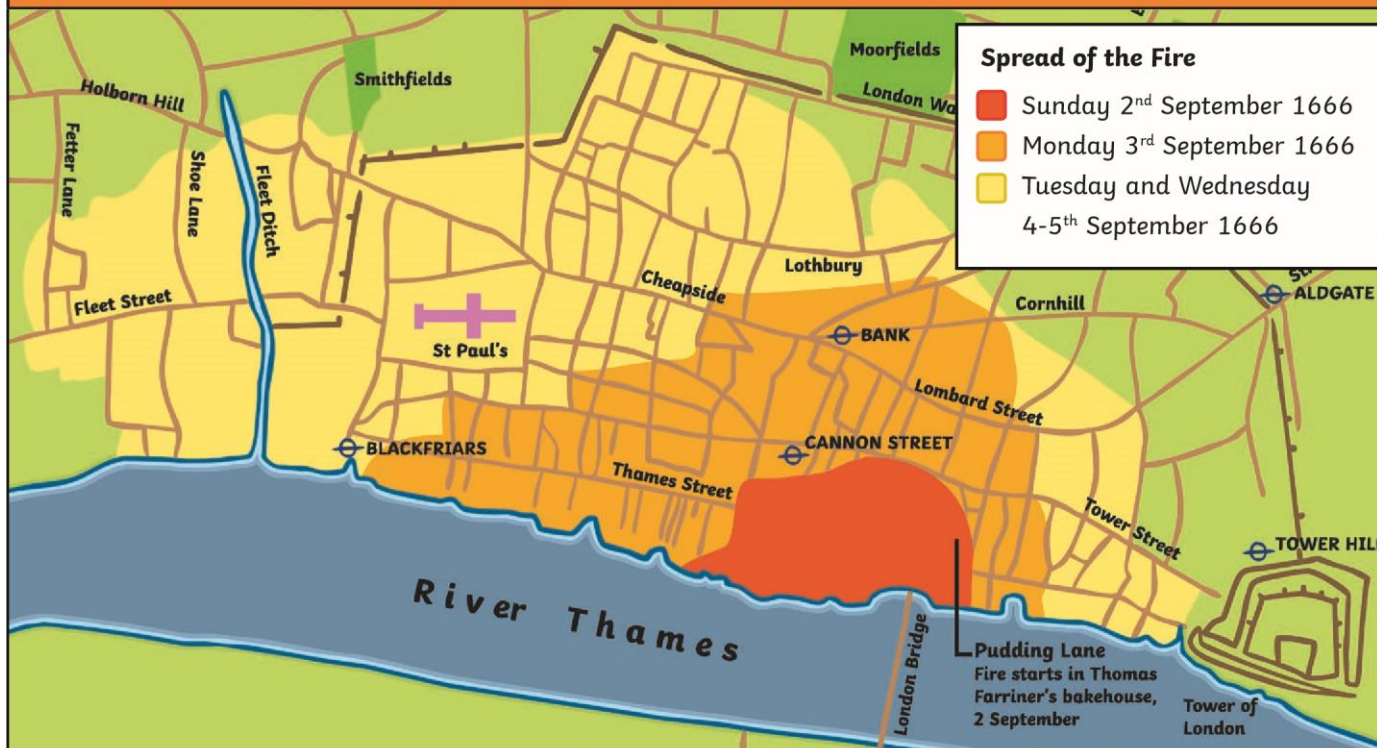 Moorfields
Smithfields
Holborn Hill
London Wa
Fetter Lane
Shoe Lane
Fleet Ditch
Spread of the Fire
Sunday 2nd September 1666
Monday 3rd September 1666
Tuesday and Wednesday
4-5th September 1666
Lothbury
Cheapside
Cornhill
ALDGATE
Fleet Street
St Paul's
BANK
Lombard Street
BLACKFRIARS
CANNON STREET
Thames Street
Tower Street
TOWER HILL
River Thames
London Bridge
Pudding Lane
Fire starts in Thomas
Farriner's bakehouse,
2 September
Tower of
London